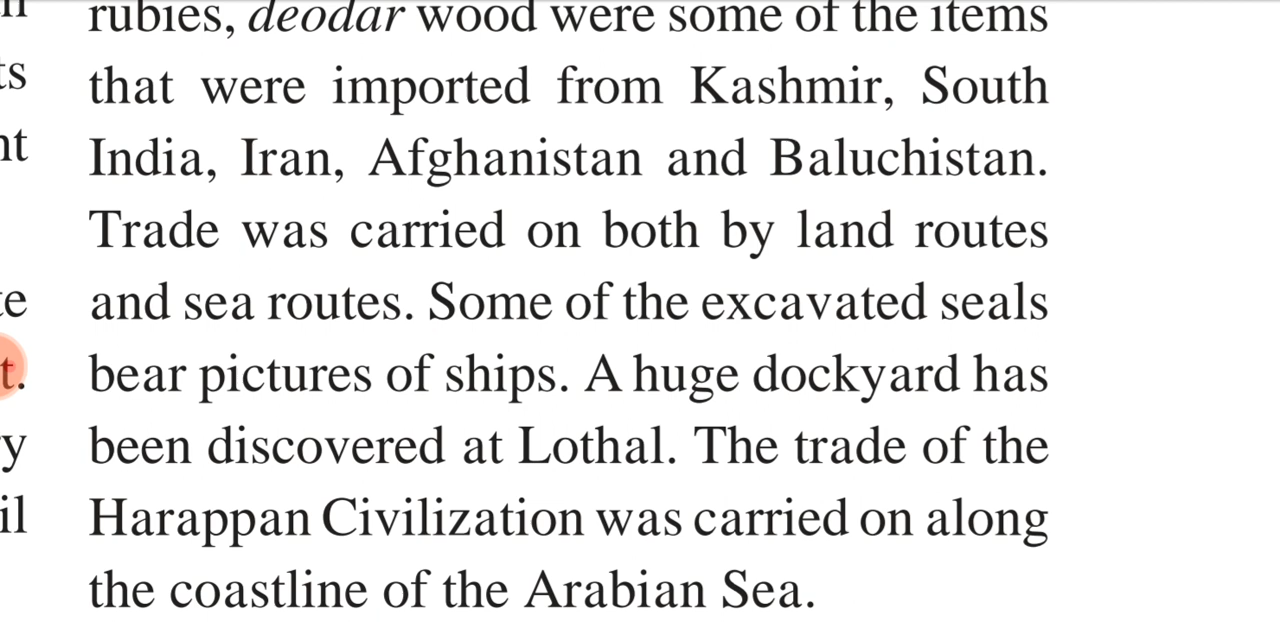 rubies, deodar wood were some of the items
that were imported from Kashmir, South
India, Iran, Afghanistan and Baluchistan.
Trade was carried on both by land routes
and sea routes. Some of the excavated seals
bear pictures of ships. A huge dockyard has
been discovered at Lothal. The trade of the
Harappan Civilization was carried on along
the coastline of the Arabian Sea.